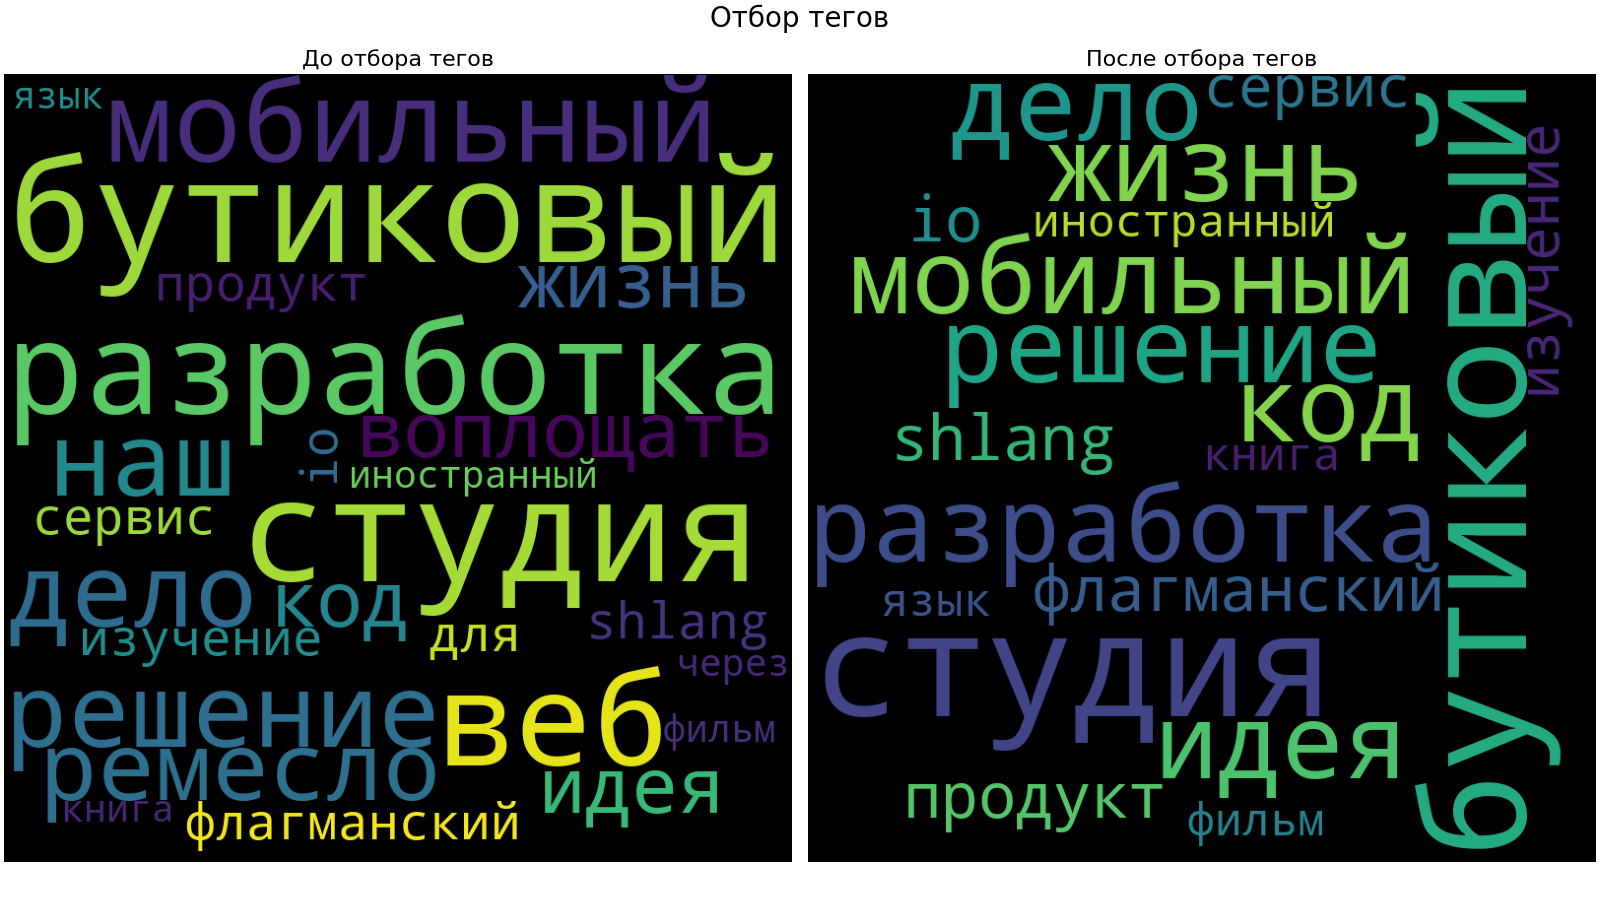 Отбор тегов
До отбора тегов
язык
мобильный
бутиковый
продукт
жизнь
разработка
воплощать
наш
io
иностранный
сервис
студия
дело
код
shlang
изучение
для
через
решение
веб
фильм
ремесло
идея
книга
флагманский
После отбора тегов
дело
сервис
бутиковый
изучение
жизнь
io
иностранный
мобильный
решение
код
shlang
книга
разработка
флагманский
язык
студия
идея
продукт
фильм